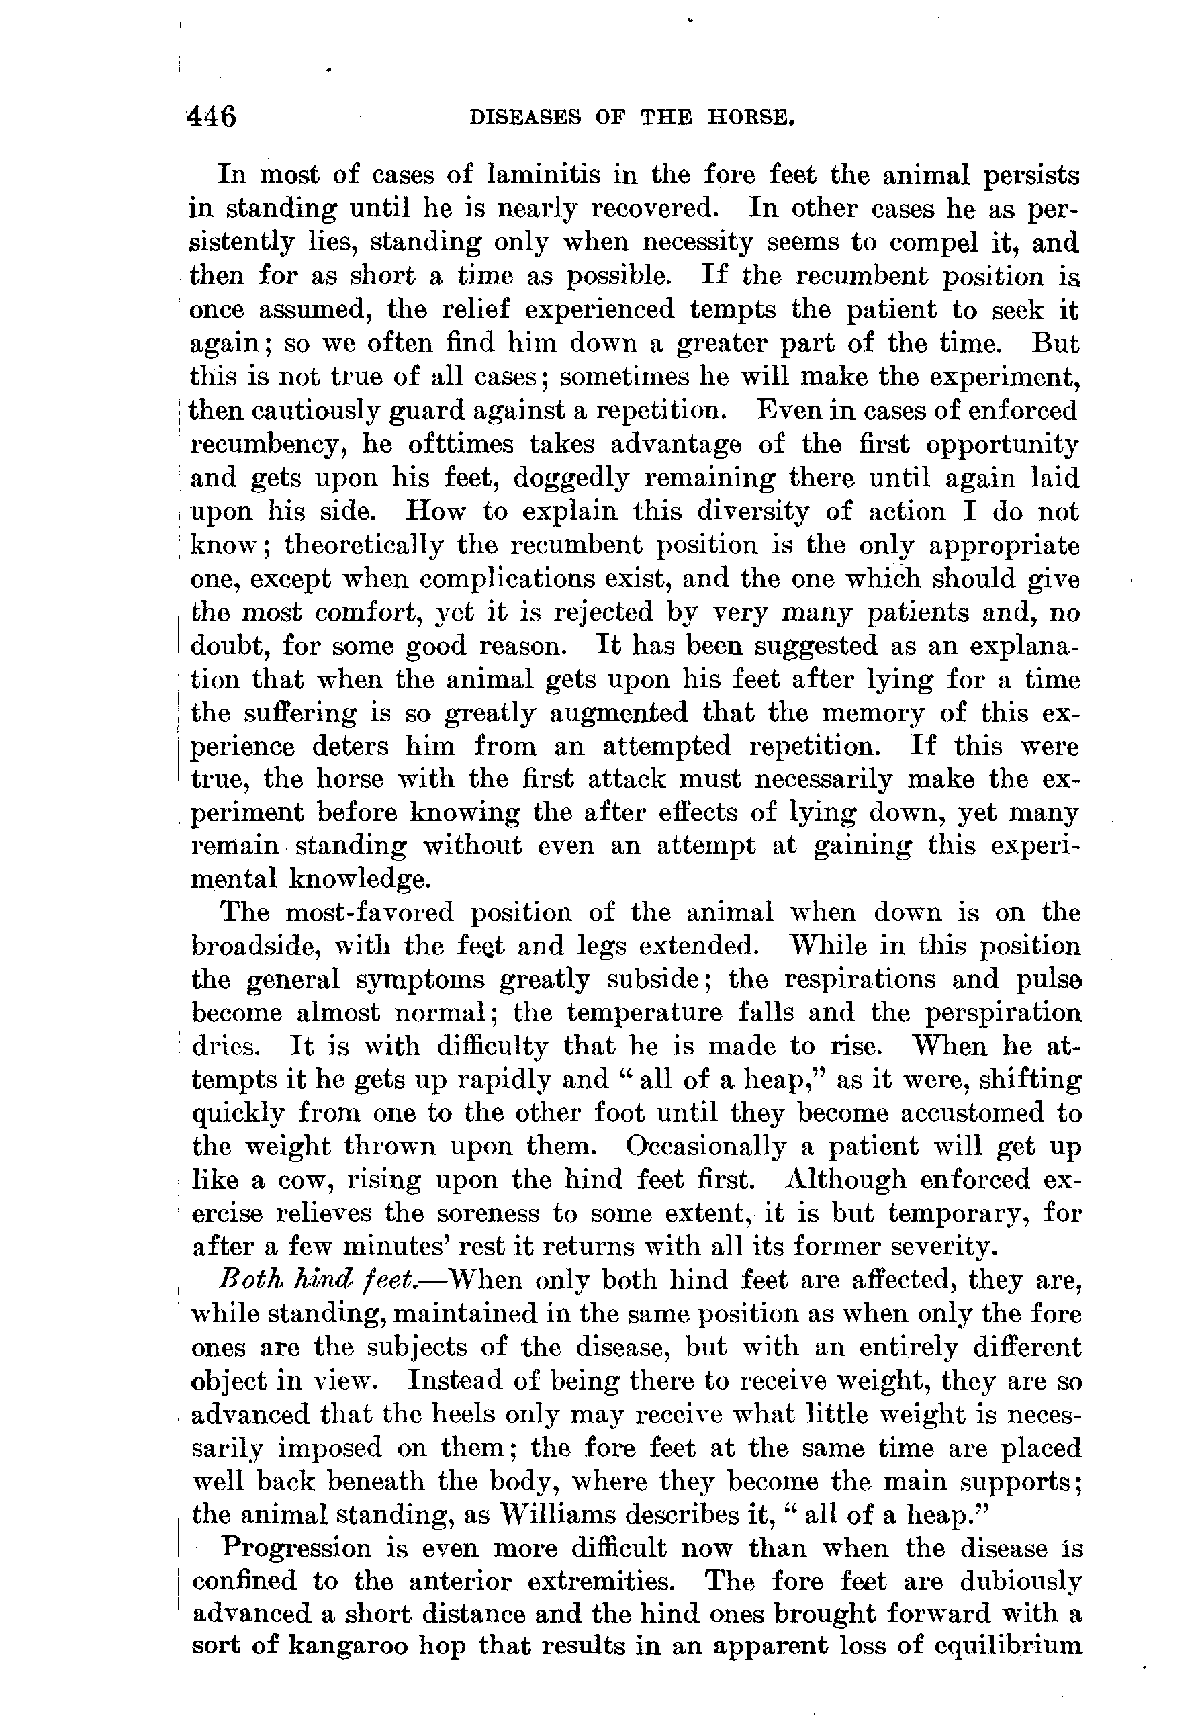 446 DISEASES OF THE HORSE.
In most of cases of laminitis in the fore feet the animal persists
in standing until he is nearly recovered. In other cases he as per-
sistently lies, standing only when necessity seems to compel it, and
then for as short a time as possible. If the recumbent position is
once assumed, the relief experienced tempts the patient to seek it
again; so we often find him down a greater part of the time. But
this is not true of all cases; sometimes he will make the experiment,
then cautiously guard against a repetition. Even in cases of enforced
recumbency, he ofttimes takes advantage of the first opportunity
and gets upon his feet, doggedly remaining there until again laid
upon his side. How to explain this diversity of action I do not
know; theoretically the recumbent position is the only appropriate
one, except when complications exist, and the one which should give
the most comfort, yet it is rejected by very many patients and, no
doubt, for some good reason. It has been suggested as an explana-
tion that when the animal gets upon his feet after lying for a time
the suffering is so greatly augmented that the memory of this ex-
perience deters him from an attempted repetition. If this were
true, the horse with the first attack must necessarily make the ex-
periment before knowing the after effects of lying down, yet many
remain standing without even an attempt at gaining this experi-
mental knowledge.
The most-favored position of the animal when down is on the
broadside, with the feet and legs extended. While in this position
the general symptoms greatly subside; the respirations and pulse
become almost normal; the temperature falls and the perspiration
dries. It is with difficulty that he is made to rise. When he at-
tempts it he gets up rapidly and "all of a heap," as it were, shifting
quickly from one to the other foot until they become accustomed to
the weight thrown upon them. Occasionally a patient will get up
like a cow, rising upon the hind feet first. Although enforced ex-
ercise relieves the soreness to some extent, it is but temporary, for
after a few minutes' rest it returns with all its former severity.
Both hind feet.—When only both hind feet are affected, they are,
while standing, maintained in the same position as when only the fore
ones are the subjects of the disease, but with an entirely different
object in view. Instead of being there to receive weight, they are so
advanced that the heels only may receive what little weight is neces-
sarily imposed on them; the fore feet at the same time are placed
well back beneath the body, where they become the main supports;
the animal standing, as Williams describes it, "all of a heap."
Progression is even more difficult now than when the disease is
confined to the anterior extremities. The fore feet are dubiously
advanced a short distance and the hind ones brought forward with a
sort of kangaroo hop that results in an apparent loss of equilibrium